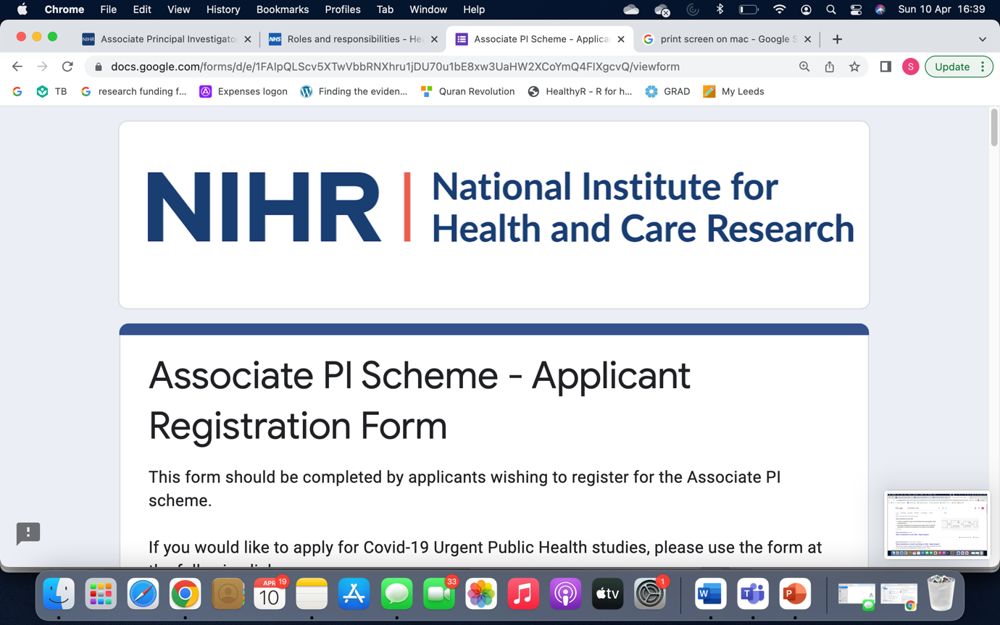 Chrome File Edit View History Bookmarks Profiles Tab Window Help Sun 10 Apr 16:39
NIHR Associate Principal Investigato NHS Roles and responsibilities - Hea Associate PI Scheme - Applica print screen on mac - Google S
docs.google.com/forms/d/e/1FAIpQLScv5XTwVbbRNXhru1jDU70u1bE8xw3UaHW2XCoYmQ4FIXgcvQ/viewform S Update
TB research funding f... Expenses logon Finding the eviden... Quran Revolution HealthyR - R for h... GRAD My Leeds
NIHR National Institute for
Health and Care Research
Associate PI Scheme - Applicant
Registration Form
This form should be completed by applicants wishing to register for the Associate PI
scheme.
If you would like to apply for Covid-19 Urgent Public Health studies, please use the form at
APR 19 33 1
10 tv W T P